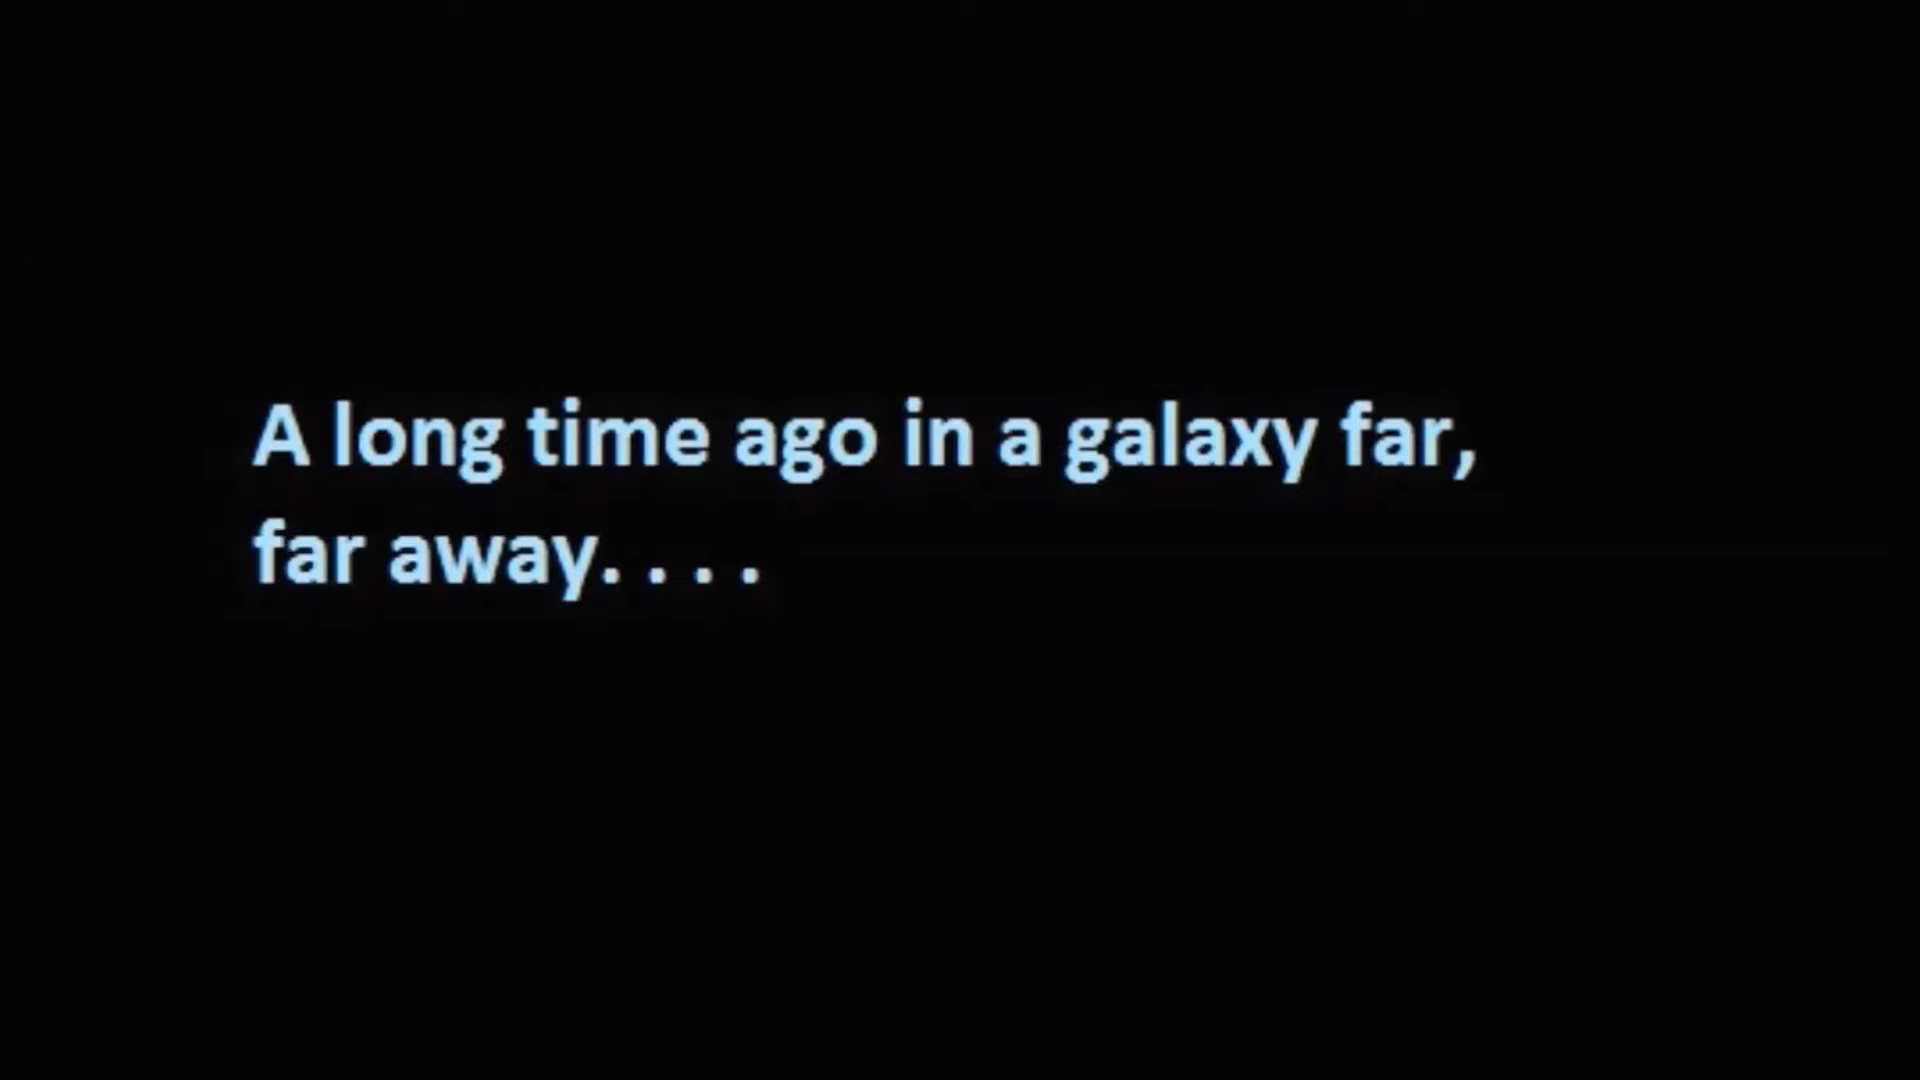 A long time ago in a galaxy far,
far away. . . .